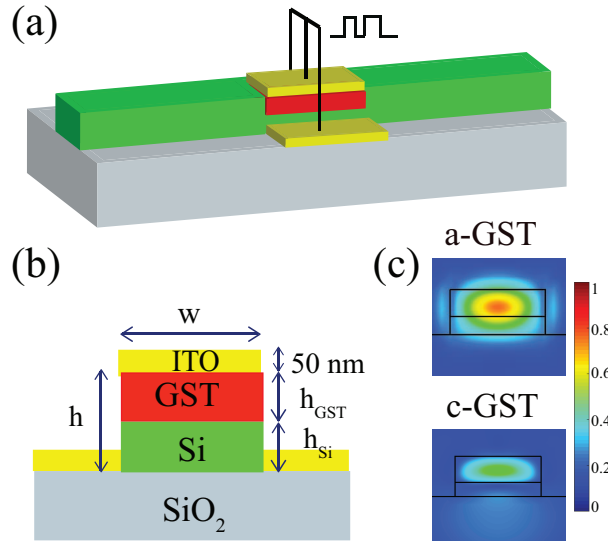 (a)
(b)
w
ITO
50 nm
GST
h
h_GST
Si
h_Si
SiO₂
(c)
a-GST
c-GST
1
0.8
0.6
0.4
0.2
0